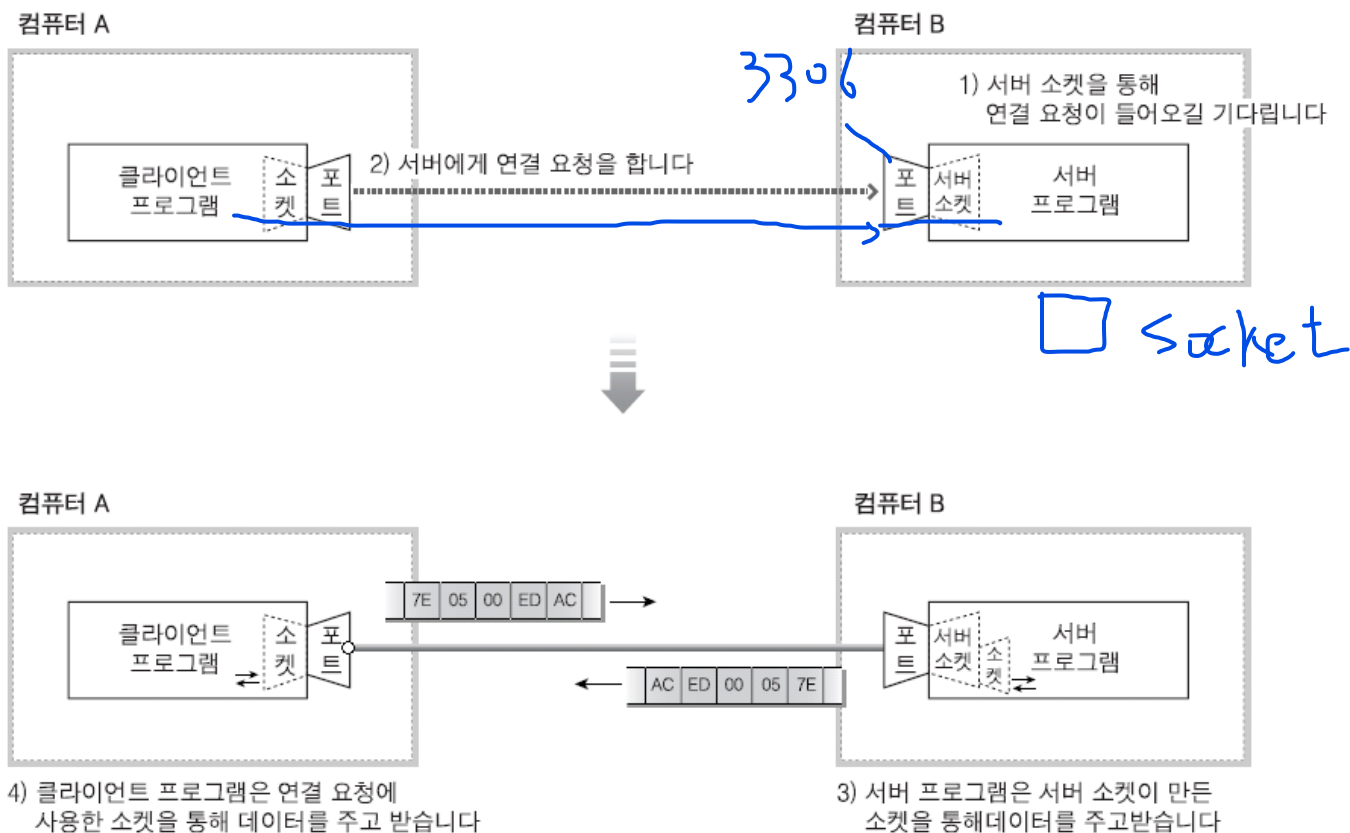 컴퓨터 A
컴퓨터 B
3306
1) 서버 소켓을 통해
연결 요청이 들어오길 기다립니다
클라이언트
프로그램
소
켓
포
트
2) 서버에게 연결 요청을 합니다
포
트
서버
소켓
서버
프로그램
Socket
컴퓨터 A
컴퓨터 B
7E 05 00 ED AC
클라이언트
프로그램
소
켓
포
트
포
트
서버
소켓
소
켓
서버
프로그램
AC ED 00 05 7E
4) 클라이언트 프로그램은 연결 요청에
사용한 소켓을 통해 데이터를 주고 받습니다
3) 서버 프로그램은 서버 소켓이 만든
소켓을 통해데이터를 주고받습니다